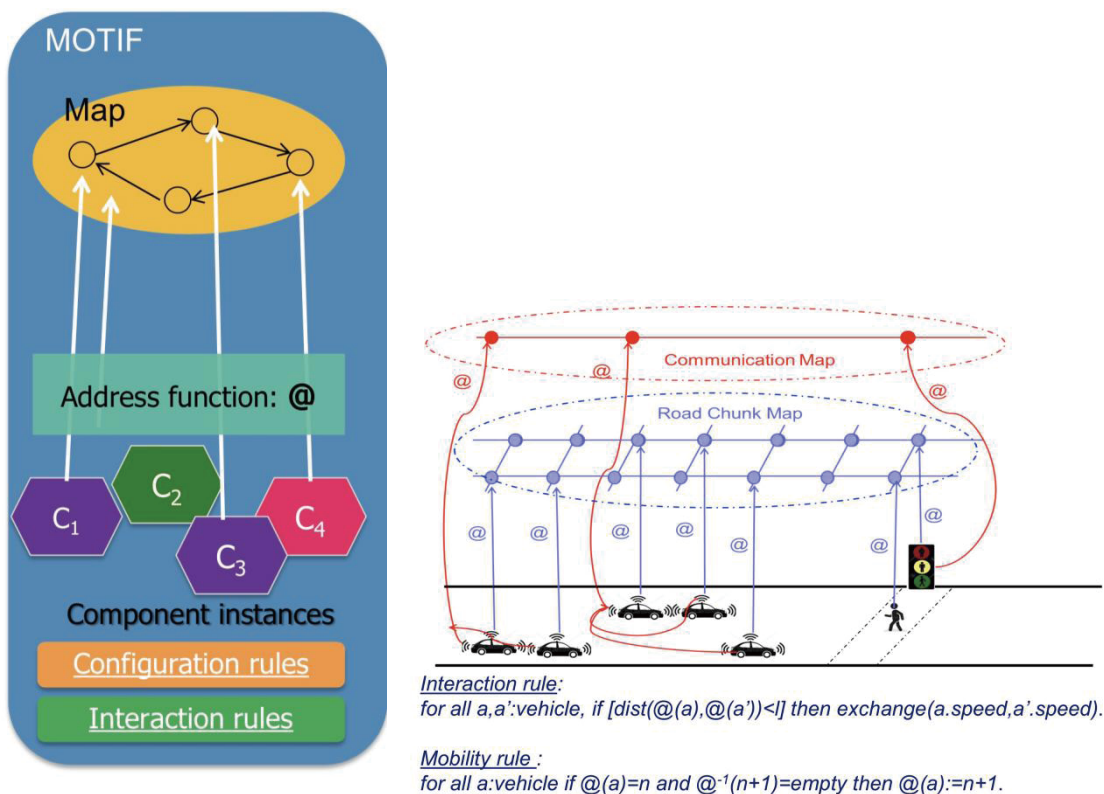 MOTIF
Map
Address function: @
C1
C2
C3
C4
Component instances
Configuration rules
Interaction rules
Communication Map
@
@
@
Road Chunk Map
@
@
@
@
@
@
@
Interaction rule:
for all a,a’:vehicle, if [dist(@(a),@(a’))<l] then exchange(a.speed,a’.speed).
Mobility rule :
for all a:vehicle if @(a)=n and @-1(n+1)=empty then @(a):=n+1.